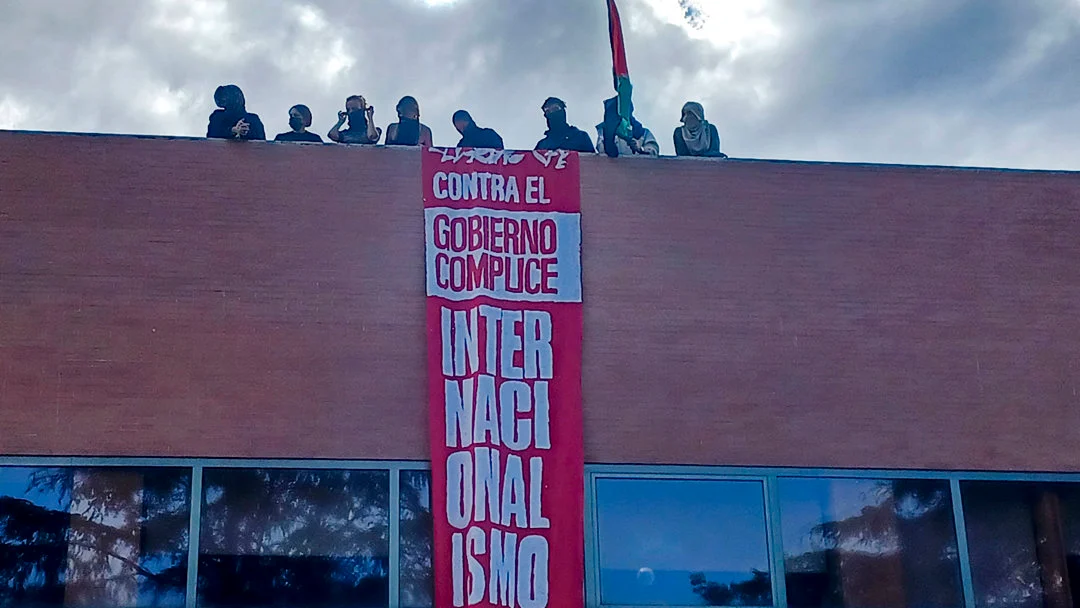 CONTRA EL
GOBIERNO
COMPLICE
INTER
NACI
ONAL
ISMO